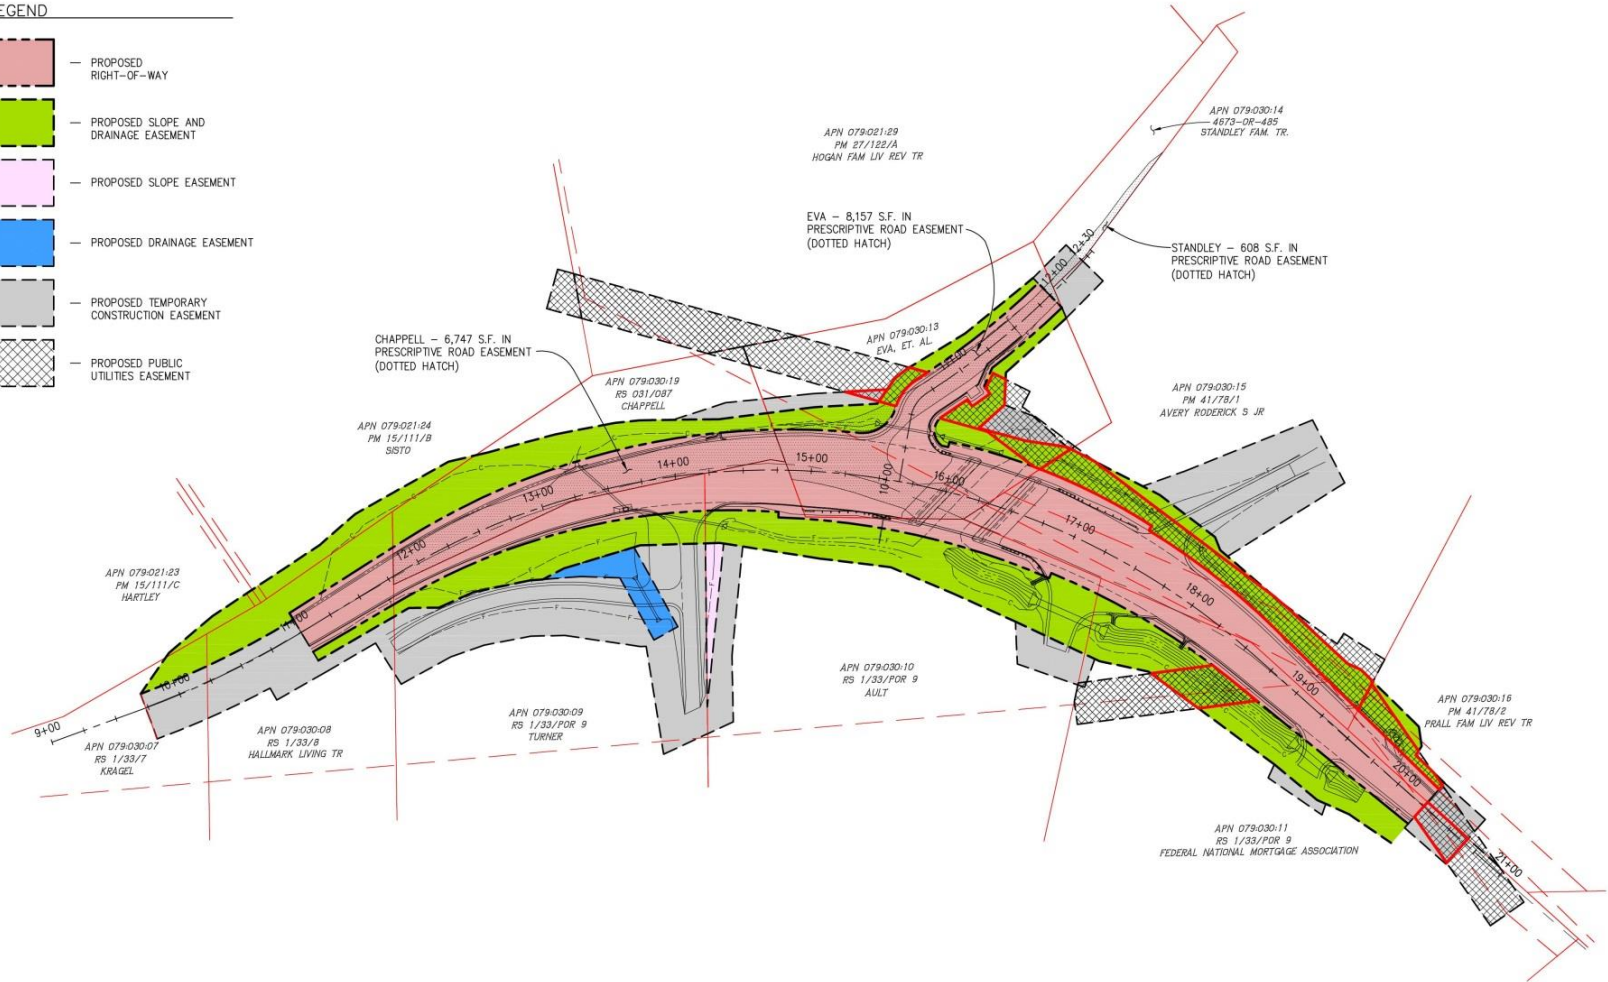 EGEND
— PROPOSED
RIGHT-OF-WAY
— PROPOSED SLOPE AND
DRAINAGE EASEMENT
— PROPOSED SLOPE EASEMENT
— PROPOSED DRAINAGE EASEMENT
— PROPOSED TEMPORARY
CONSTRUCTION EASEMENT
— PROPOSED PUBLIC
UTILITIES EASEMENT
APN 079:021:29
PM 27/122/A
HOGAN FAM LIV REV TR
APN 079:030:14
4673-OR-485
STANDLEY FAM. TR.
EVA - 8,157 S.F. IN
PRESCRIPTIVE ROAD EASEMENT
(DOTTED HATCH)
STANDLEY - 608 S.F. IN
PRESCRIPTIVE ROAD EASEMENT
(DOTTED HATCH)
CHAPPELL - 6,747 S.F. IN
PRESCRIPTIVE ROAD EASEMENT
(DOTTED HATCH)
APN 079:030:13
EVA, ET. AL.
APN 079:030:19
RS 031/087
CHAPPELL
APN 079:030:15
PM 41/78/1
AVERY RODERICK S JR
APN 079:021:24
PM 15/111/B
SISTO
APN 079:021:23
PM 15/111/C
HARTLEY
APN 079:030:07
RS 1/33/7
KRAGEL
APN 079:030:08
RS 1/33/8
HALLMARK LIVING TR
APN 079:030:09
RS 1/33/POR 9
TURNER
APN 079:030:10
RS 1/33/POR 9
AULT
APN 079:030:16
PM 41/78/2
PRALL FAM LIV REV TR
APN 079:030:11
RS 1/33/POR 9
FEDERAL NATIONAL MORTGAGE ASSOCIATION
9+00
10+00
11+00
12+00
13+00
14+00
15+00
16+00
17+00
18+00
19+00
20+00
21+00
10+00
11+00
12+00
12+30